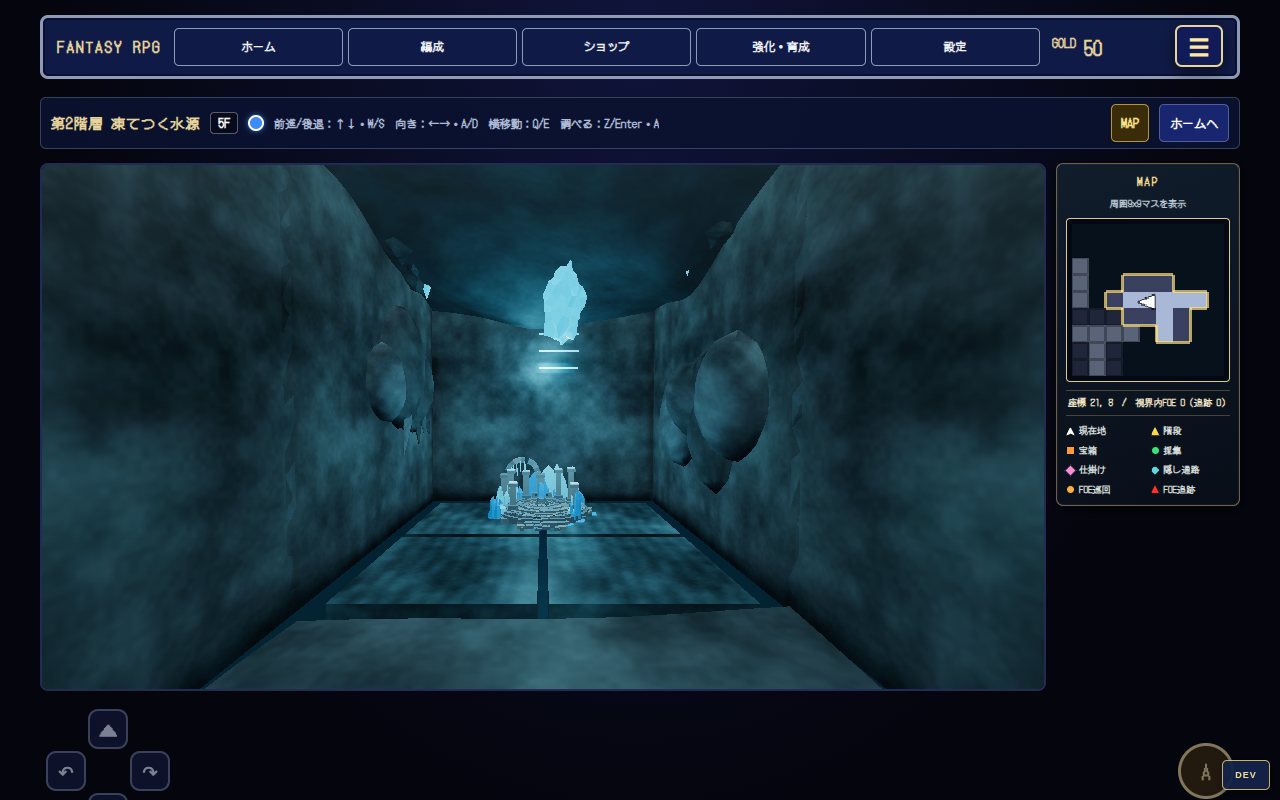 FANTASY RPG
ホーム
編成
ショップ
強化・育成
設定
GOLD 50
第2階層 凍てつく水源
5F
前進/後退：↑↓・W/S 向き：←→・A/D 横移動：Q/E 調べる：Z/Enter・A
MAP
ホームへ
MAP
周囲9x9マスを表示
座標 21, 8 / 視界内FOE 0（追跡 0）
現在地
階段
宝箱
採集
仕掛け
隠し通路
FOE巡回
FOE追跡
A
DEV